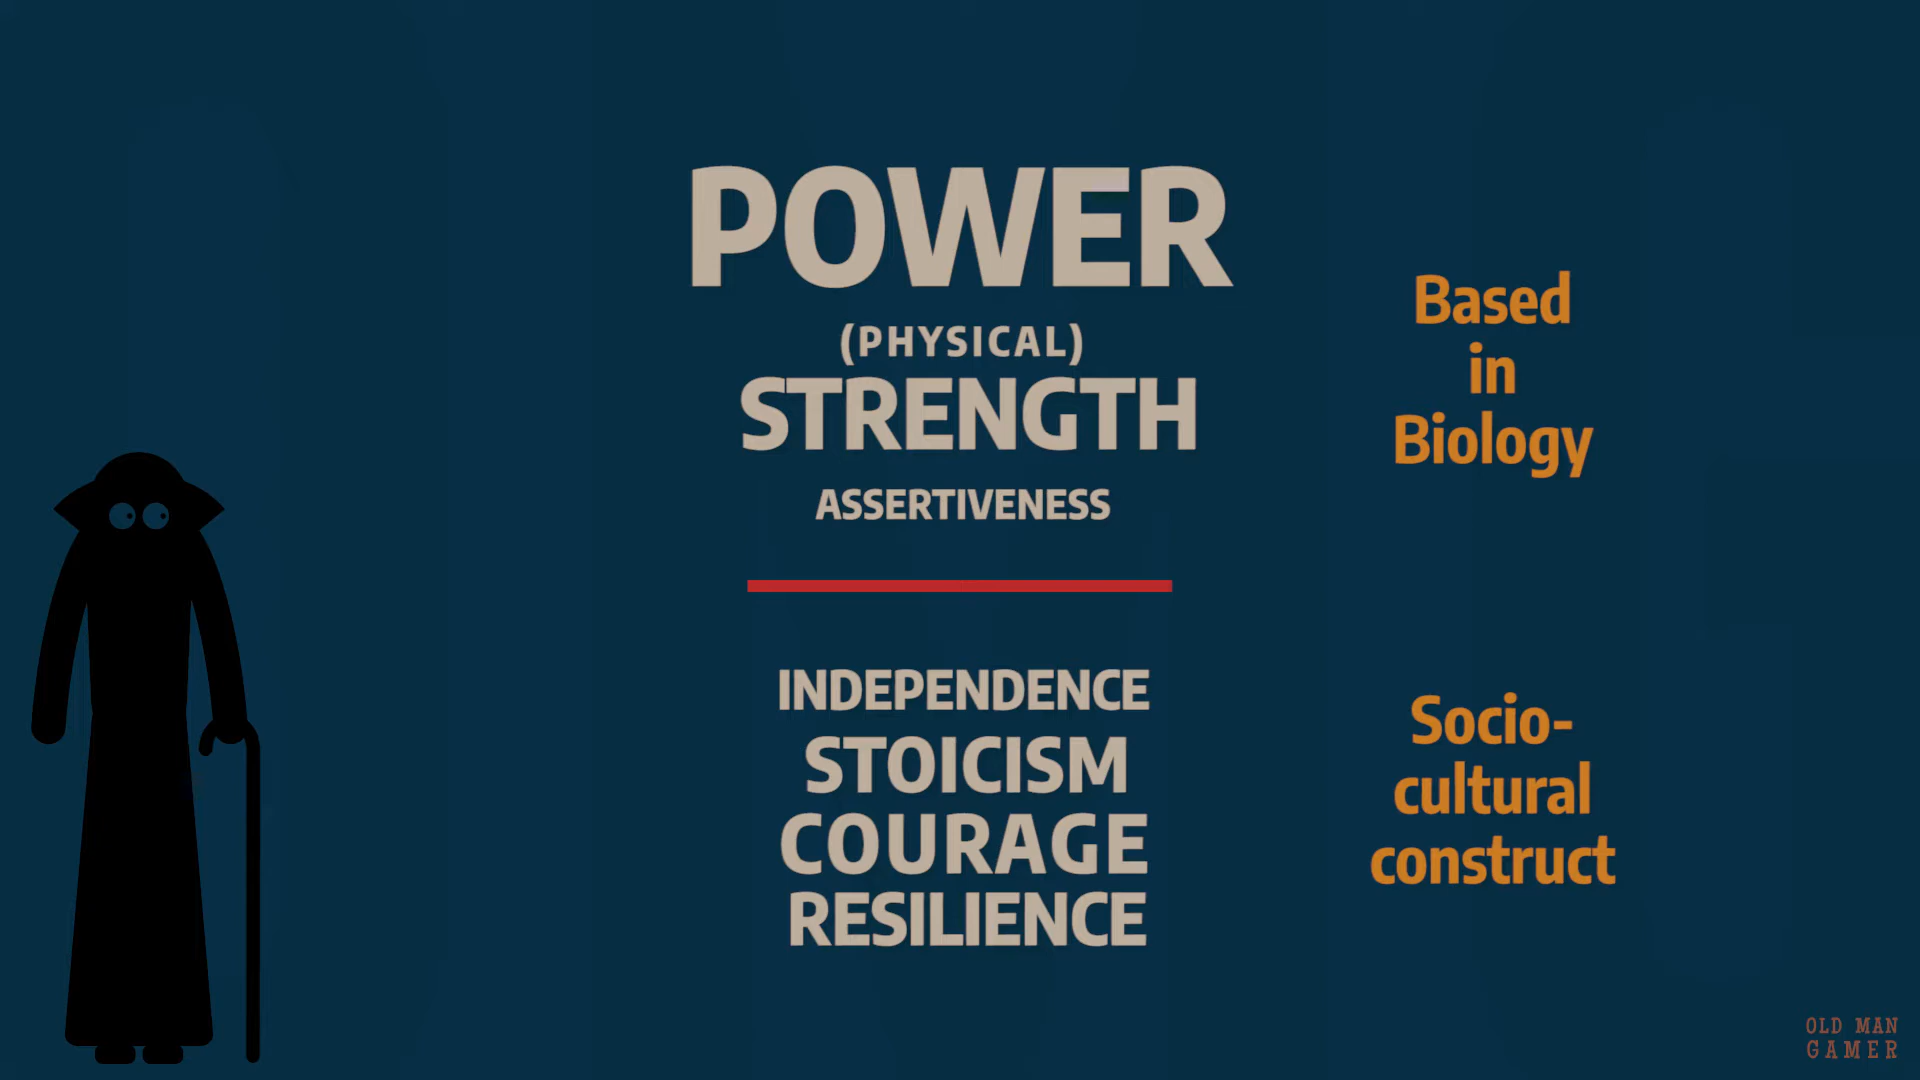 POWER
(PHYSICAL)
STRENGTH
ASSERTIVENESS
Based
in
Biology
INDEPENDENCE
STOICISM
COURAGE
RESILIENCE
Socio-
cultural
construct
OLD MAN
GAMER